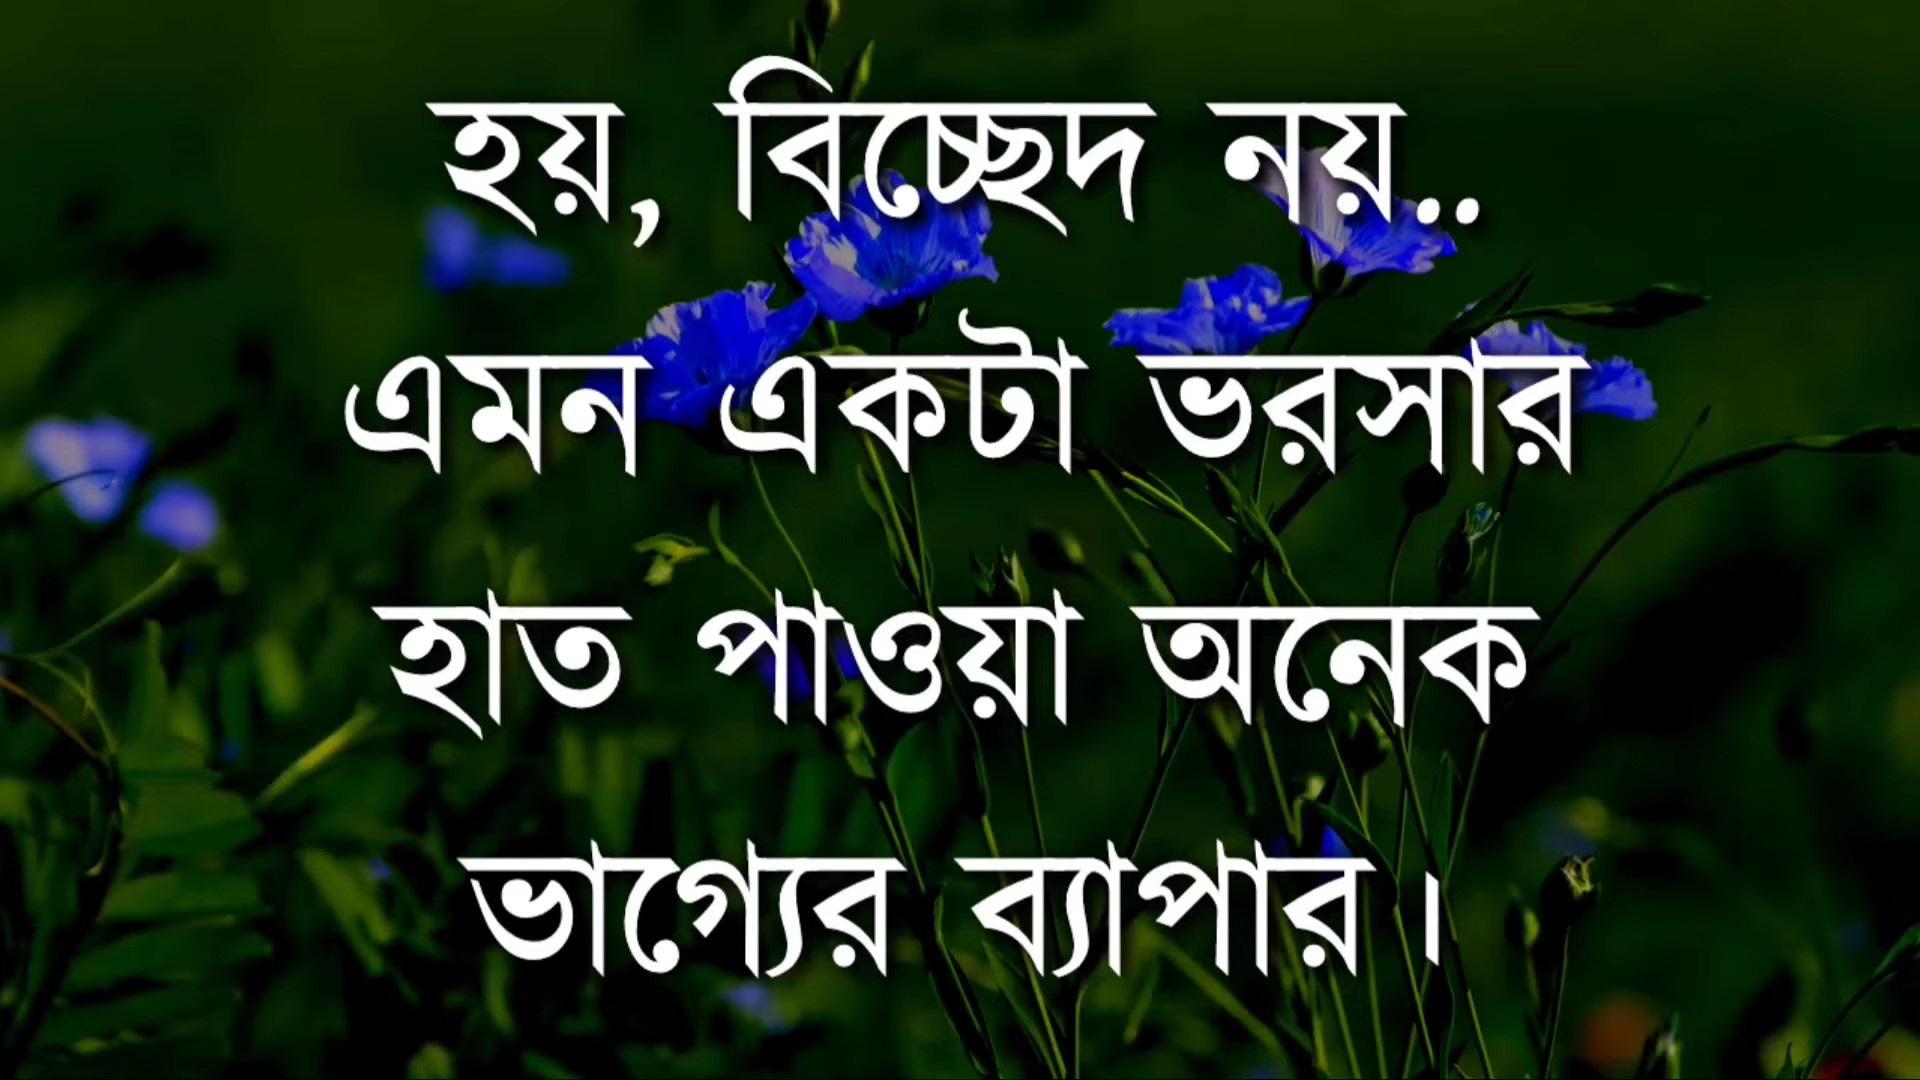 হয়, বিচ্ছেদ নয়..
এমন একটা ভরসার
হাত পাওয়া অনেক
ভাগ্যের ব্যাপার।